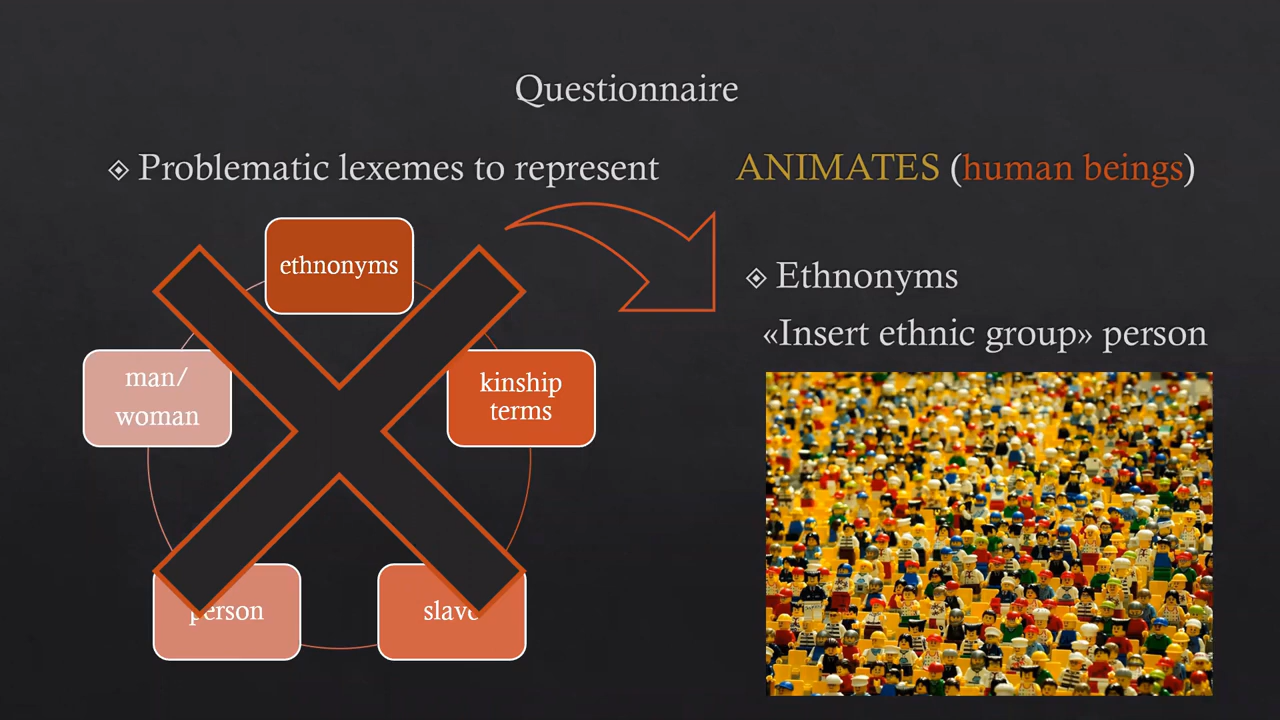 Questionnaire
Problematic lexemes to represent
ANIMATES (human beings)
ethnonyms
man/
woman
kinship
terms
person
slave
Ethnonyms
«Insert ethnic group» person